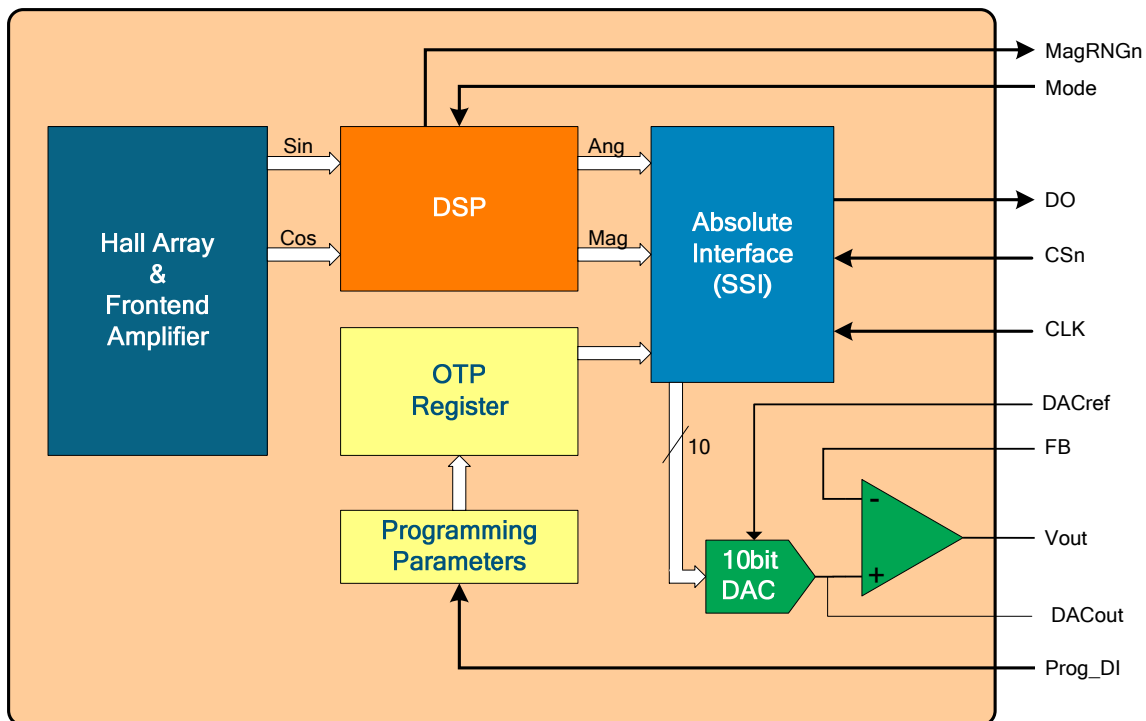 MagRNGn
Mode
Hall Array
&
Frontend
Amplifier
Sin
Cos
DSP
Ang
Mag
Absolute
Interface
(SSI)
DO
CSn
CLK
OTP
Register
Programming
Parameters
10
10bit
DAC
DACref
FB
-
+
Vout
DACout
Prog_DI